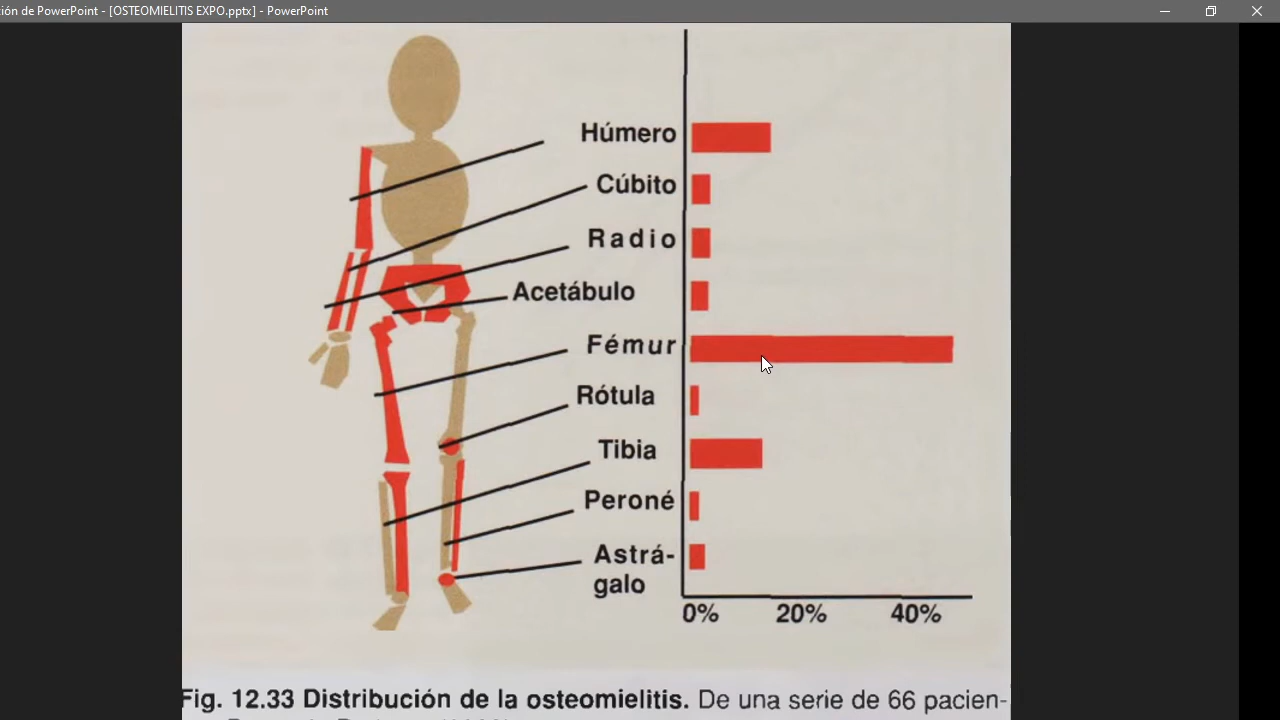 ción de PowerPoint - [OSTEOMIELITIS EXPO.pptx] - PowerPoint
Húmero
Cúbito
Radio
Acetábulo
Fémur
Rótula
Tibia
Peroné
Astrá-
galo
0% 20% 40%
Fig. 12.33 Distribución de la osteomielitis. De una serie de 66 pacien-